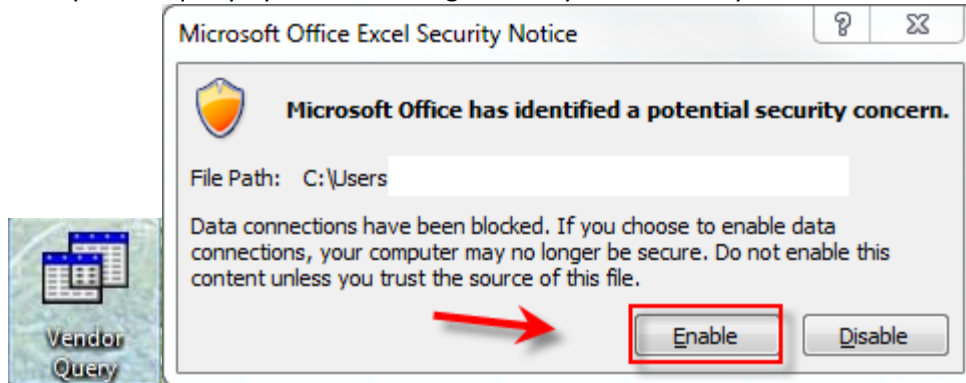 Microsoft Office Excel Security Notice
Microsoft Office has identified a potential security concern.
File Path: C:\Users
Data connections have been blocked. If you choose to enable data
connections, your computer may no longer be secure. Do not enable this
content unless you trust the source of this file.
Enable Disable
Vendor
Query